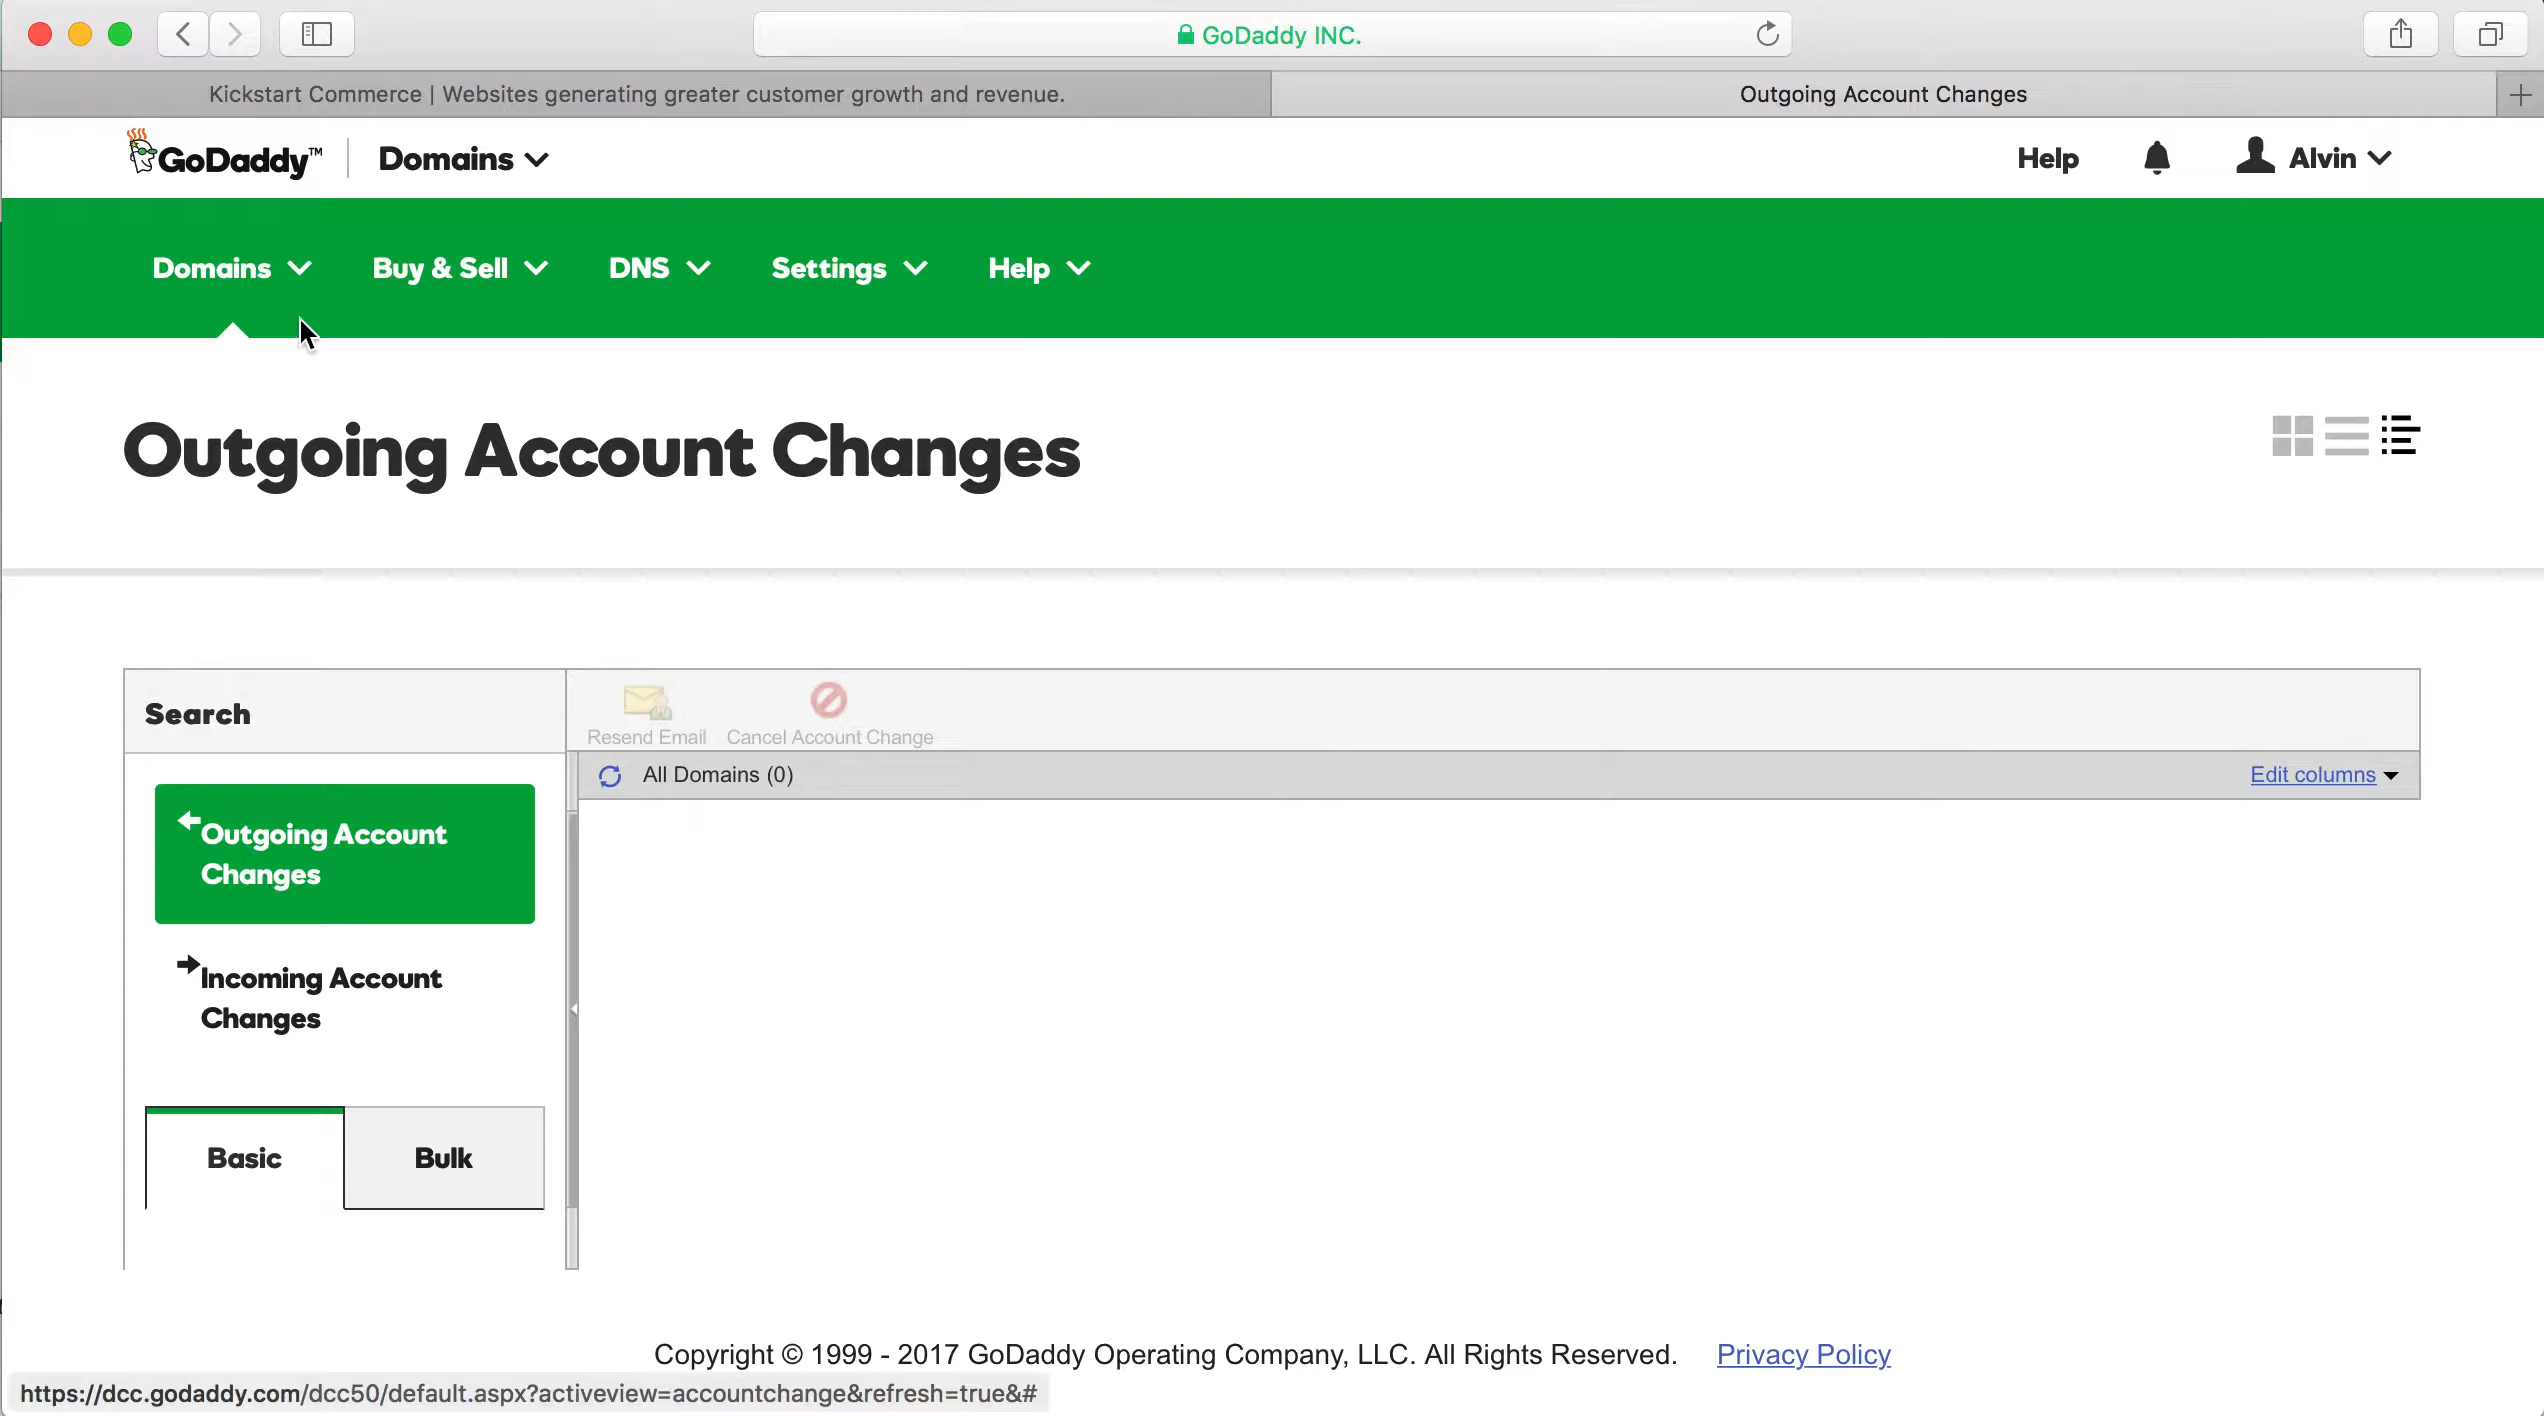 GoDaddy INC.
Kickstart Commerce | Websites generating greater customer growth and revenue.
Outgoing Account Changes
GoDaddy™
Domains
Help
Alvin
Domains
Buy & Sell
DNS
Settings
Help
Outgoing Account Changes
Search
Resend Email
Cancel Account Change
All Domains (0)
Edit columns
Outgoing Account
Changes
Incoming Account
Changes
Basic
Bulk
Copyright © 1999 - 2017 GoDaddy Operating Company, LLC. All Rights Reserved.
Privacy Policy
https://dcc.godaddy.com/dcc50/default.aspx?activeview=accountchange&refresh=true&#